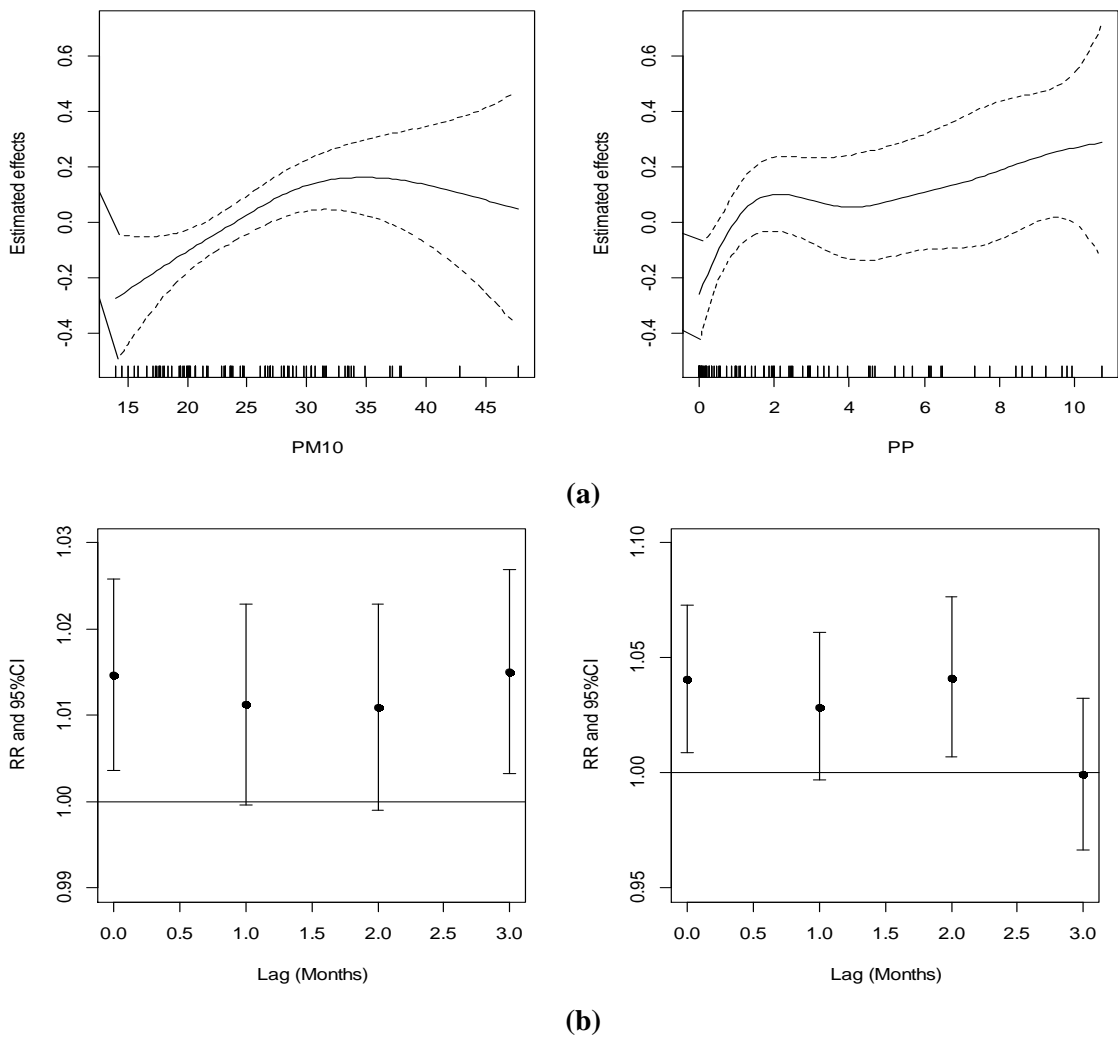 Estimated effects
0.6
0.4
0.2
0.0
-0.2
-0.4
15 20 25 30 35 40 45
PM10
Estimated effects
0.6
0.4
0.2
0.0
-0.2
-0.4
0 2 4 6 8 10
PP
(a)
RR and 95%CI
1.03
1.02
1.01
1.00
0.99
0.0 0.5 1.0 1.5 2.0 2.5 3.0
Lag (Months)
RR and 95%CI
1.10
1.05
1.00
0.95
0.0 0.5 1.0 1.5 2.0 2.5 3.0
Lag (Months)
(b)